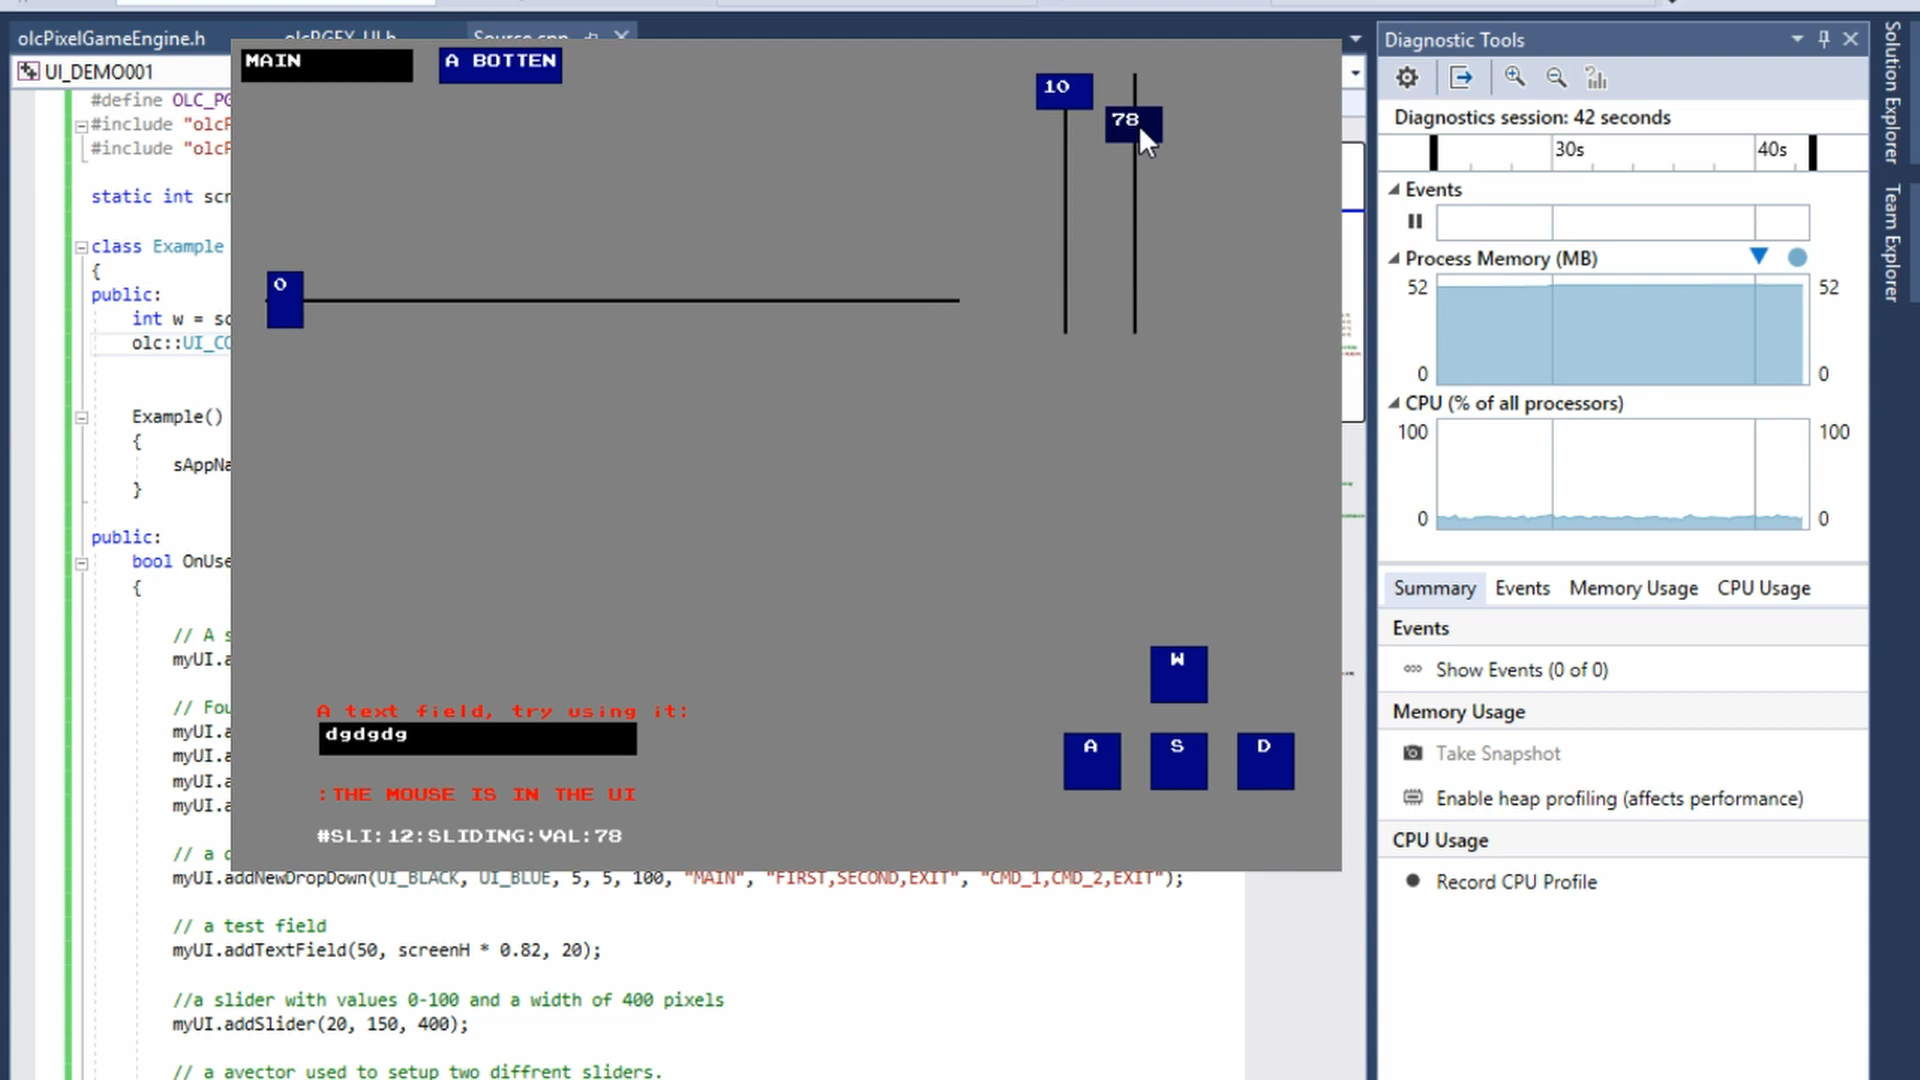 olcPixelGameEngine.h
olcPGEX_UI.h
Source.cpp
UI_DEMO001
#define OLC_PG
#include "olcP
#include "olcP
static int scr
class Example
{
public:
int w = sc
olc::UI_CO
Example()
{
sAppNa
}
public:
bool OnUse
{
// A s
myUI.a
// Fou
myUI.a
myUI.a
myUI.a
myUI.a
// a d
myUI.addNewDropDown(UI_BLACK, UI_BLUE, 5, 5, 100, "MAIN", "FIRST,SECOND,EXIT", "CMD_1,CMD_2,EXIT");
// a test field
myUI.addTextField(50, screenH * 0.82, 20);
//a slider with values 0-100 and a width of 400 pixels
myUI.addSlider(20, 150, 400);
// a avector used to setup two diffrent sliders.
MAIN
A BOTTEN
10
78
0
W
A S D
A text field, try using it:
dgdgdg
:THE MOUSE IS IN THE UI
#SLI:12:SLIDING:VAL:78
Diagnostic Tools
Diagnostics session: 42 seconds
30s 40s
Events
Process Memory (MB)
52 52
0 0
CPU (% of all processors)
100 100
0 0
Summary Events Memory Usage CPU Usage
Events
Show Events (0 of 0)
Memory Usage
Take Snapshot
Enable heap profiling (affects performance)
CPU Usage
Record CPU Profile
Solution Explorer
Team Explorer